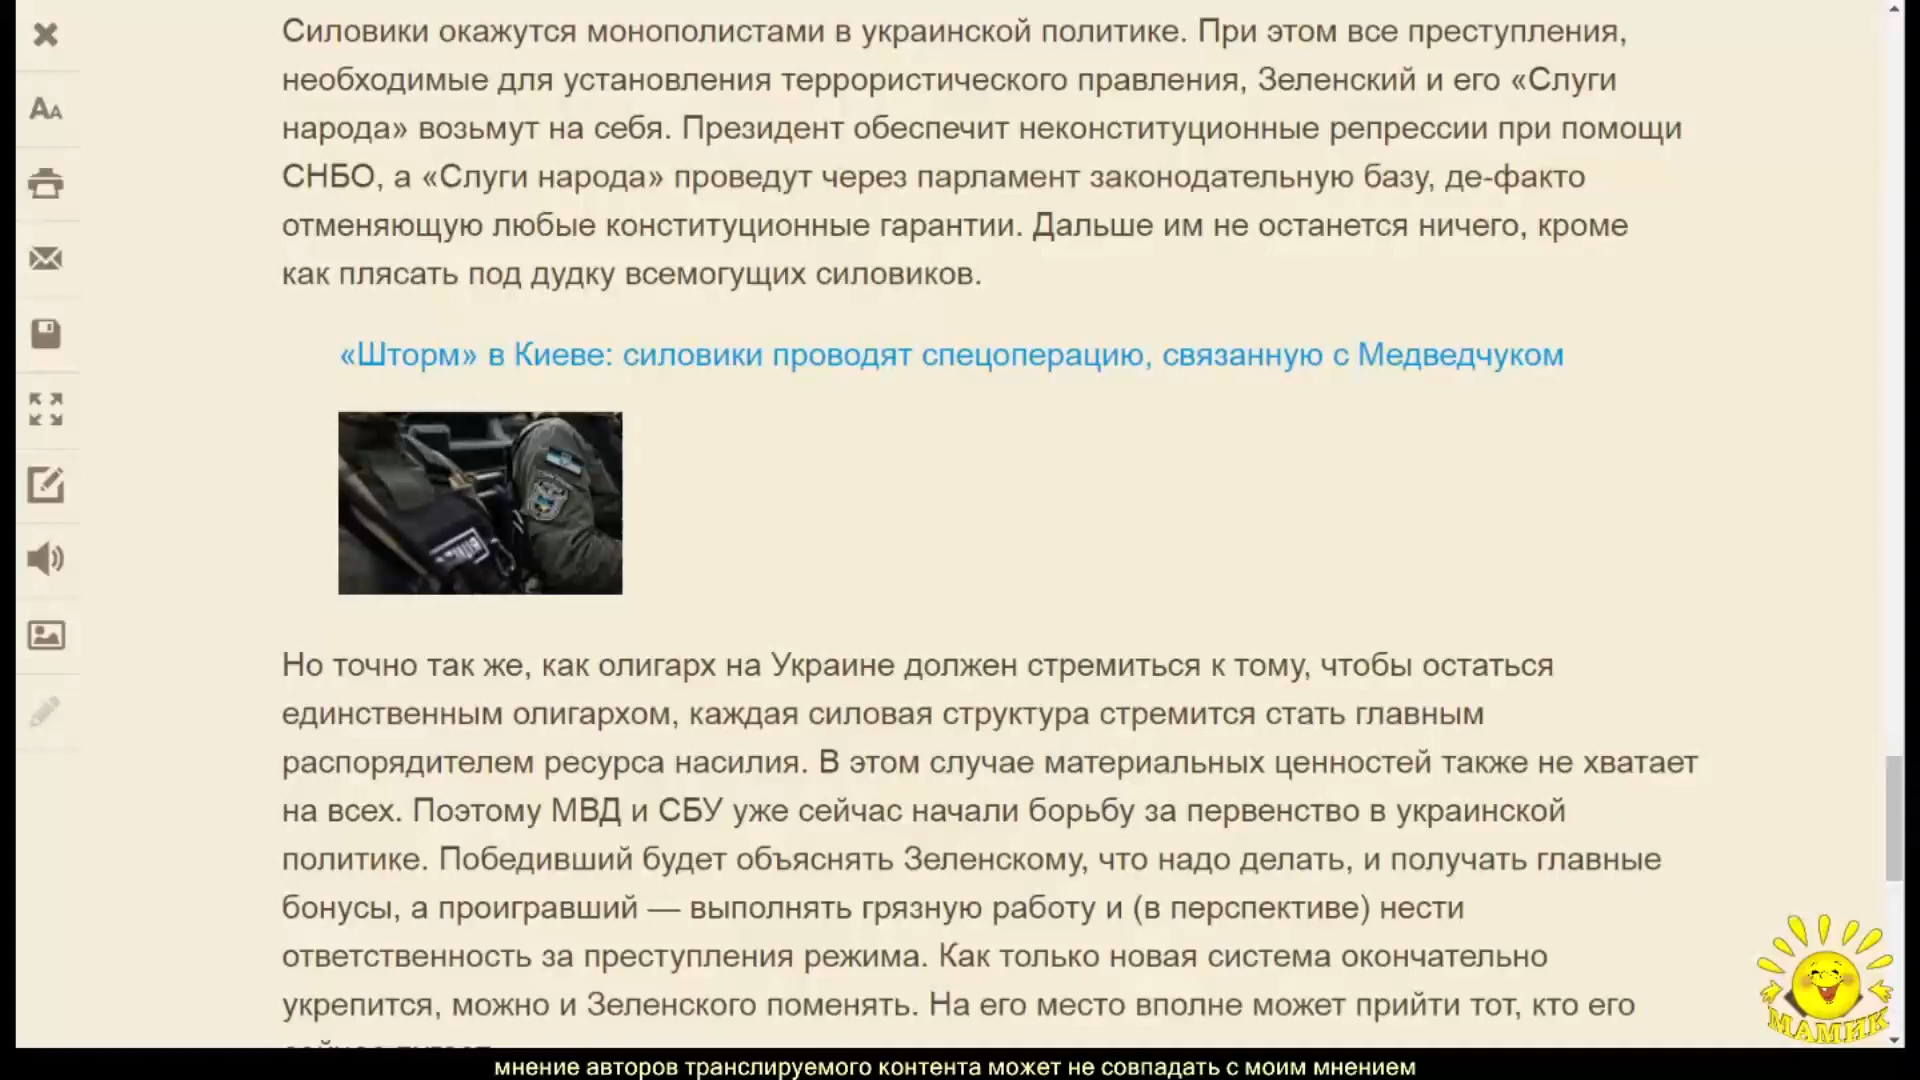 Силовики окажутся монополистами в украинской политике. При этом все преступления,
необходимые для установления террористического правления, Зеленский и его «Слуги
народа» возьмут на себя. Президент обеспечит неконституционные репрессии при помощи
СНБО, а «Слуги народа» проведут через парламент законодательную базу, де-факто
отменяющую любые конституционные гарантии. Дальше им не останется ничего, кроме
как плясать под дудку всемогущих силовиков.
«Шторм» в Киеве: силовики проводят спецоперацию, связанную с Медведчуком
Но точно так же, как олигарх на Украине должен стремиться к тому, чтобы остаться
единственным олигархом, каждая силовая структура стремится стать главным
распорядителем ресурса насилия. В этом случае материальных ценностей также не хватает
на всех. Поэтому МВД и СБУ уже сейчас начали борьбу за первенство в украинской
политике. Победивший будет объяснять Зеленскому, что надо делать, и получать главные
бонусы, а проигравший — выполнять грязную работу и (в перспективе) нести
ответственность за преступления режима. Как только новая система окончательно
укрепится, можно и Зеленского поменять. На его место вполне может прийти тот, кто его
МАМИК
мнение авторов транслируемого контента может не совпадать с моим мнением